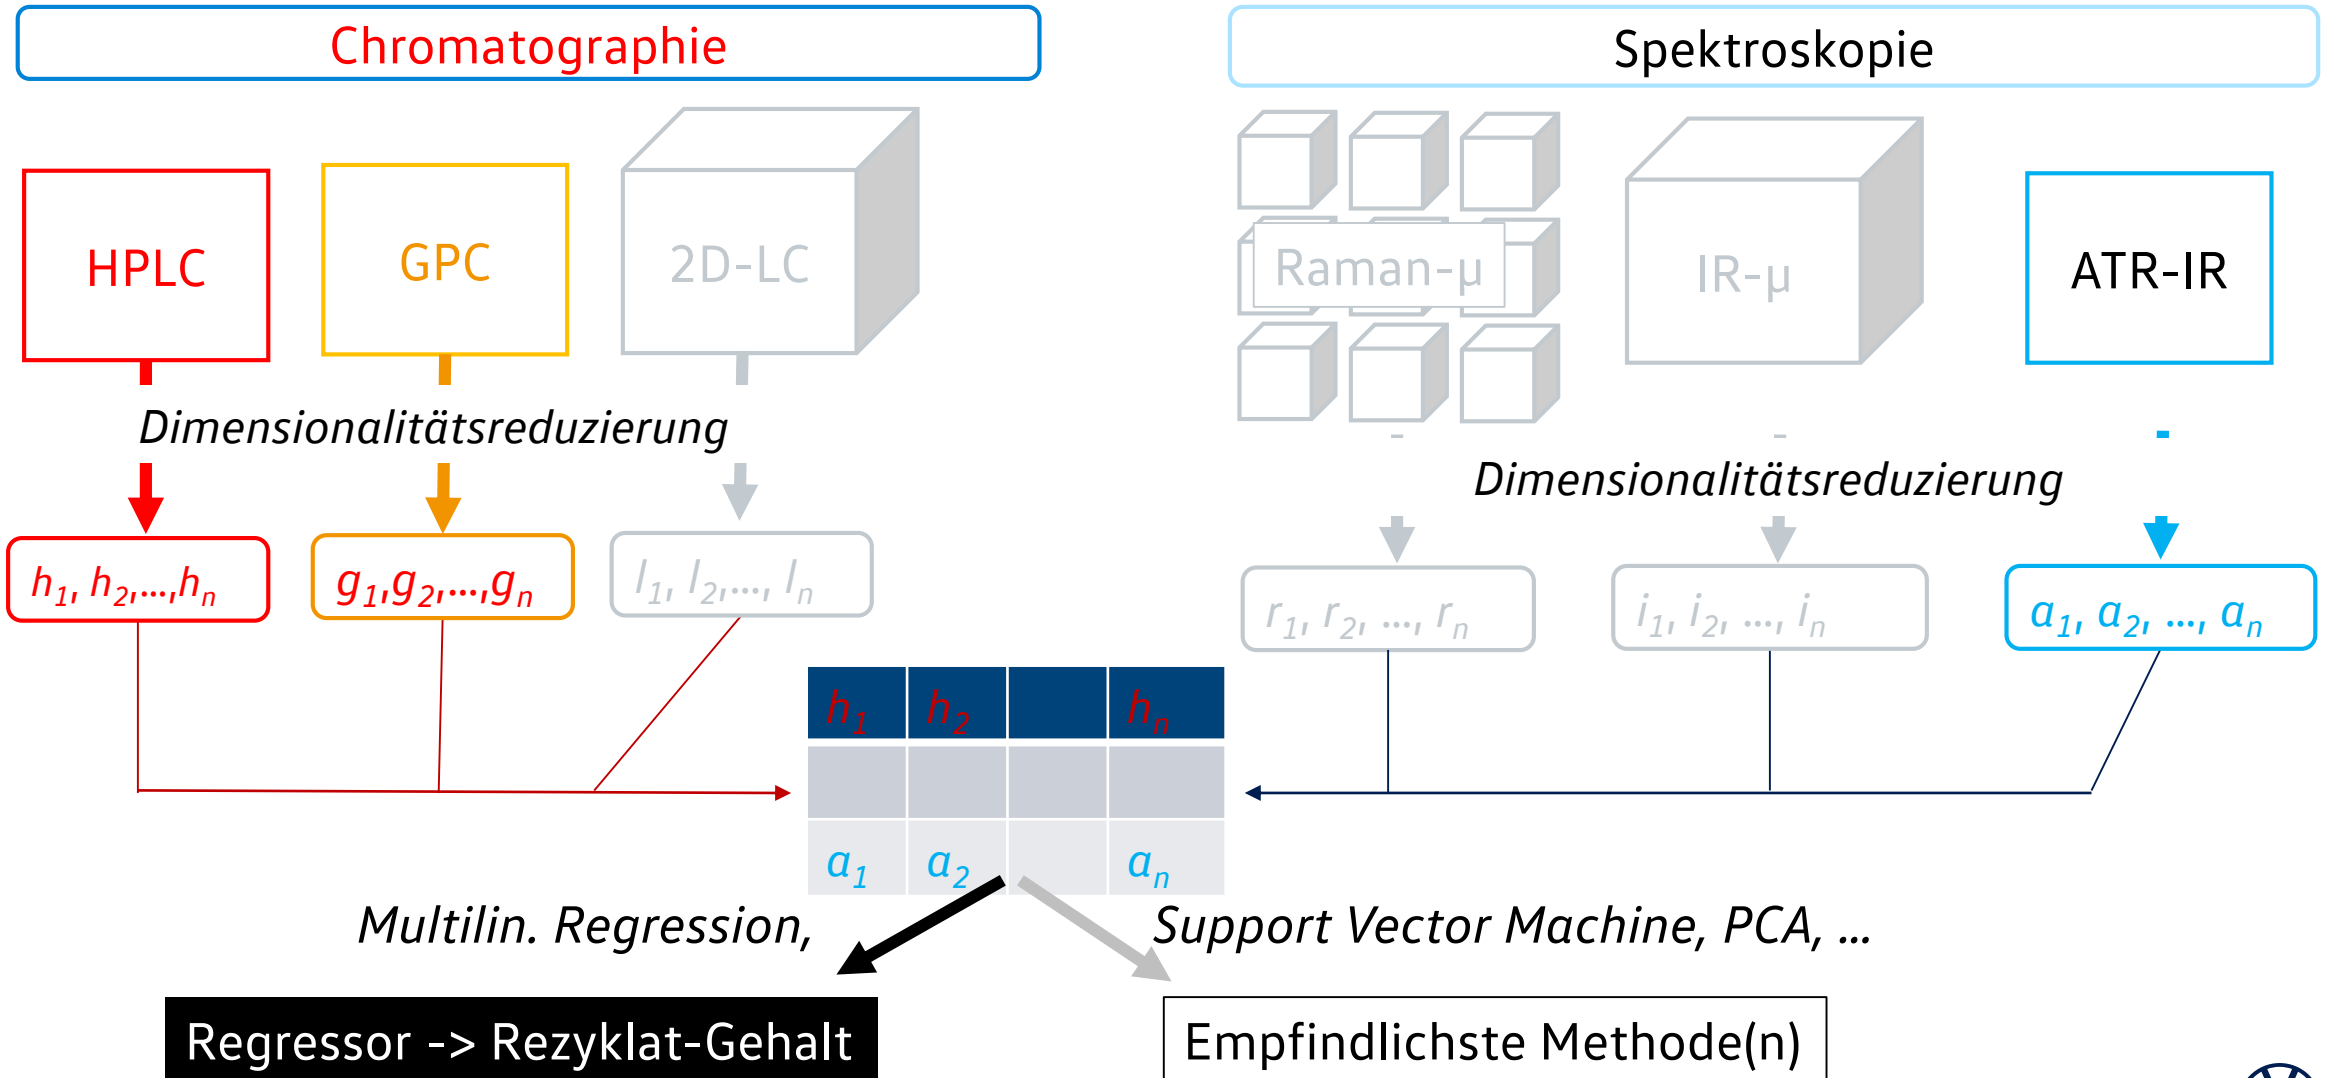 Chromatographie
Spektroskopie
HPLC
GPC
2D-LC
Raman-µ
IR-µ
ATR-IR
Dimensionalitätsreduzierung
Dimensionalitätsreduzierung
h1, h2,...,hn
g1,g2,...,gn
l1, l2,..., ln
r1, r2, ..., rn
i1, i2, ..., in
a1, a2, ..., an
h1 h2 hn
a1 a2 an
Multilin. Regression,
Support Vector Machine, PCA, ...
Regressor -> Rezyklat-Gehalt
Empfindlichste Methode(n)